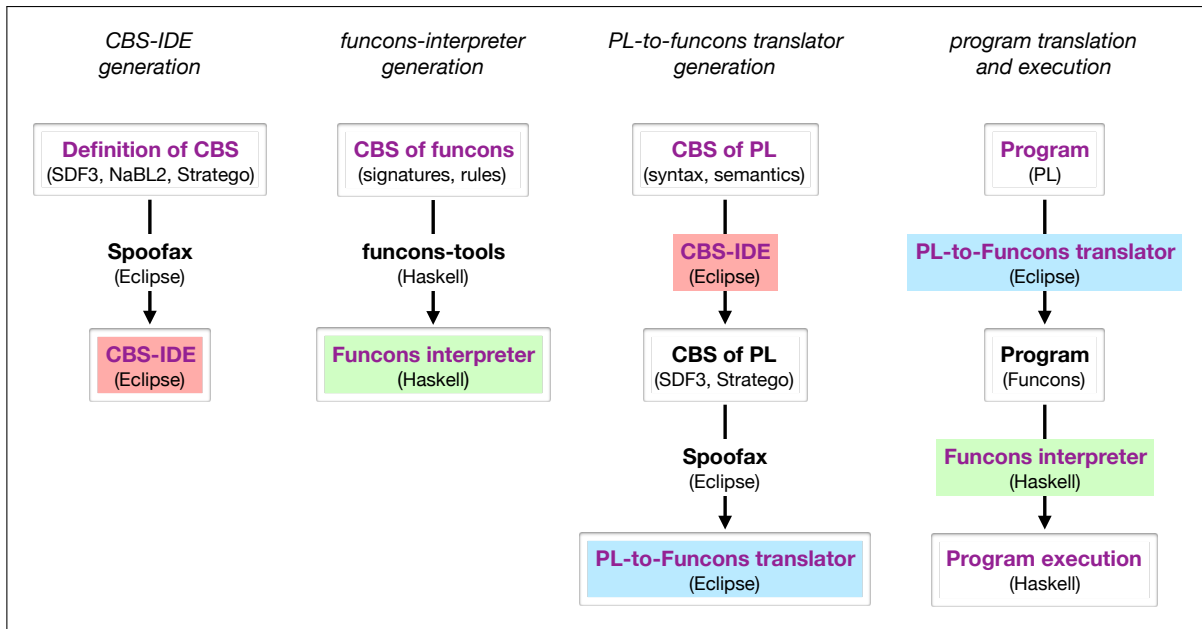 CBS-IDE
generation
funcons-interpreter
generation
PL-to-funcons translator
generation
program translation
and execution
Definition of CBS
(SDF3, NaBL2, Stratego)
Spoofax
(Eclipse)
CBS-IDE
(Eclipse)
CBS of funcons
(signatures, rules)
funcons-tools
(Haskell)
Funcons interpreter
(Haskell)
CBS of PL
(syntax, semantics)
CBS-IDE
(Eclipse)
CBS of PL
(SDF3, Stratego)
Spoofax
(Eclipse)
PL-to-Funcons translator
(Eclipse)
Program
(PL)
PL-to-Funcons translator
(Eclipse)
Program
(Funcons)
Funcons interpreter
(Haskell)
Program execution
(Haskell)